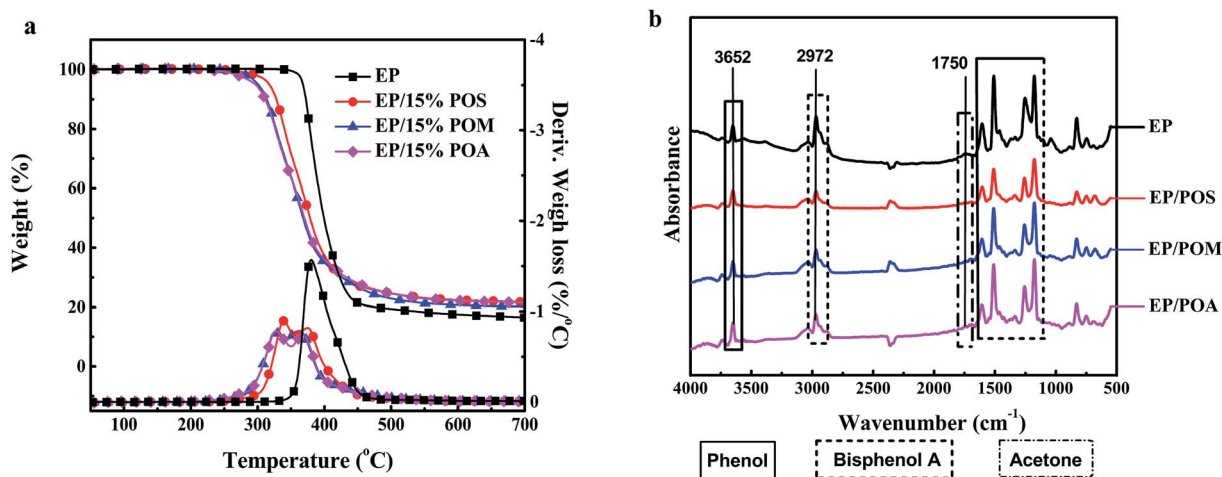 a
-4
100
EP
EP/15% POS
EP/15% POM
EP/15% POA
80
-3
60
-2
40
20
-1
0
0
Weight (%)
Deriv. Weigh loss (%/°C)
100 200 300 400 500 600 700
Temperature (°C)
b
3652
2972
1750
EP
EP/POS
EP/POM
EP/POA
Absorbance
4000 3500 3000 2500 2000 1500 1000 500
Wavenumber (cm-1)
Phenol
Bisphenol A
Acetone